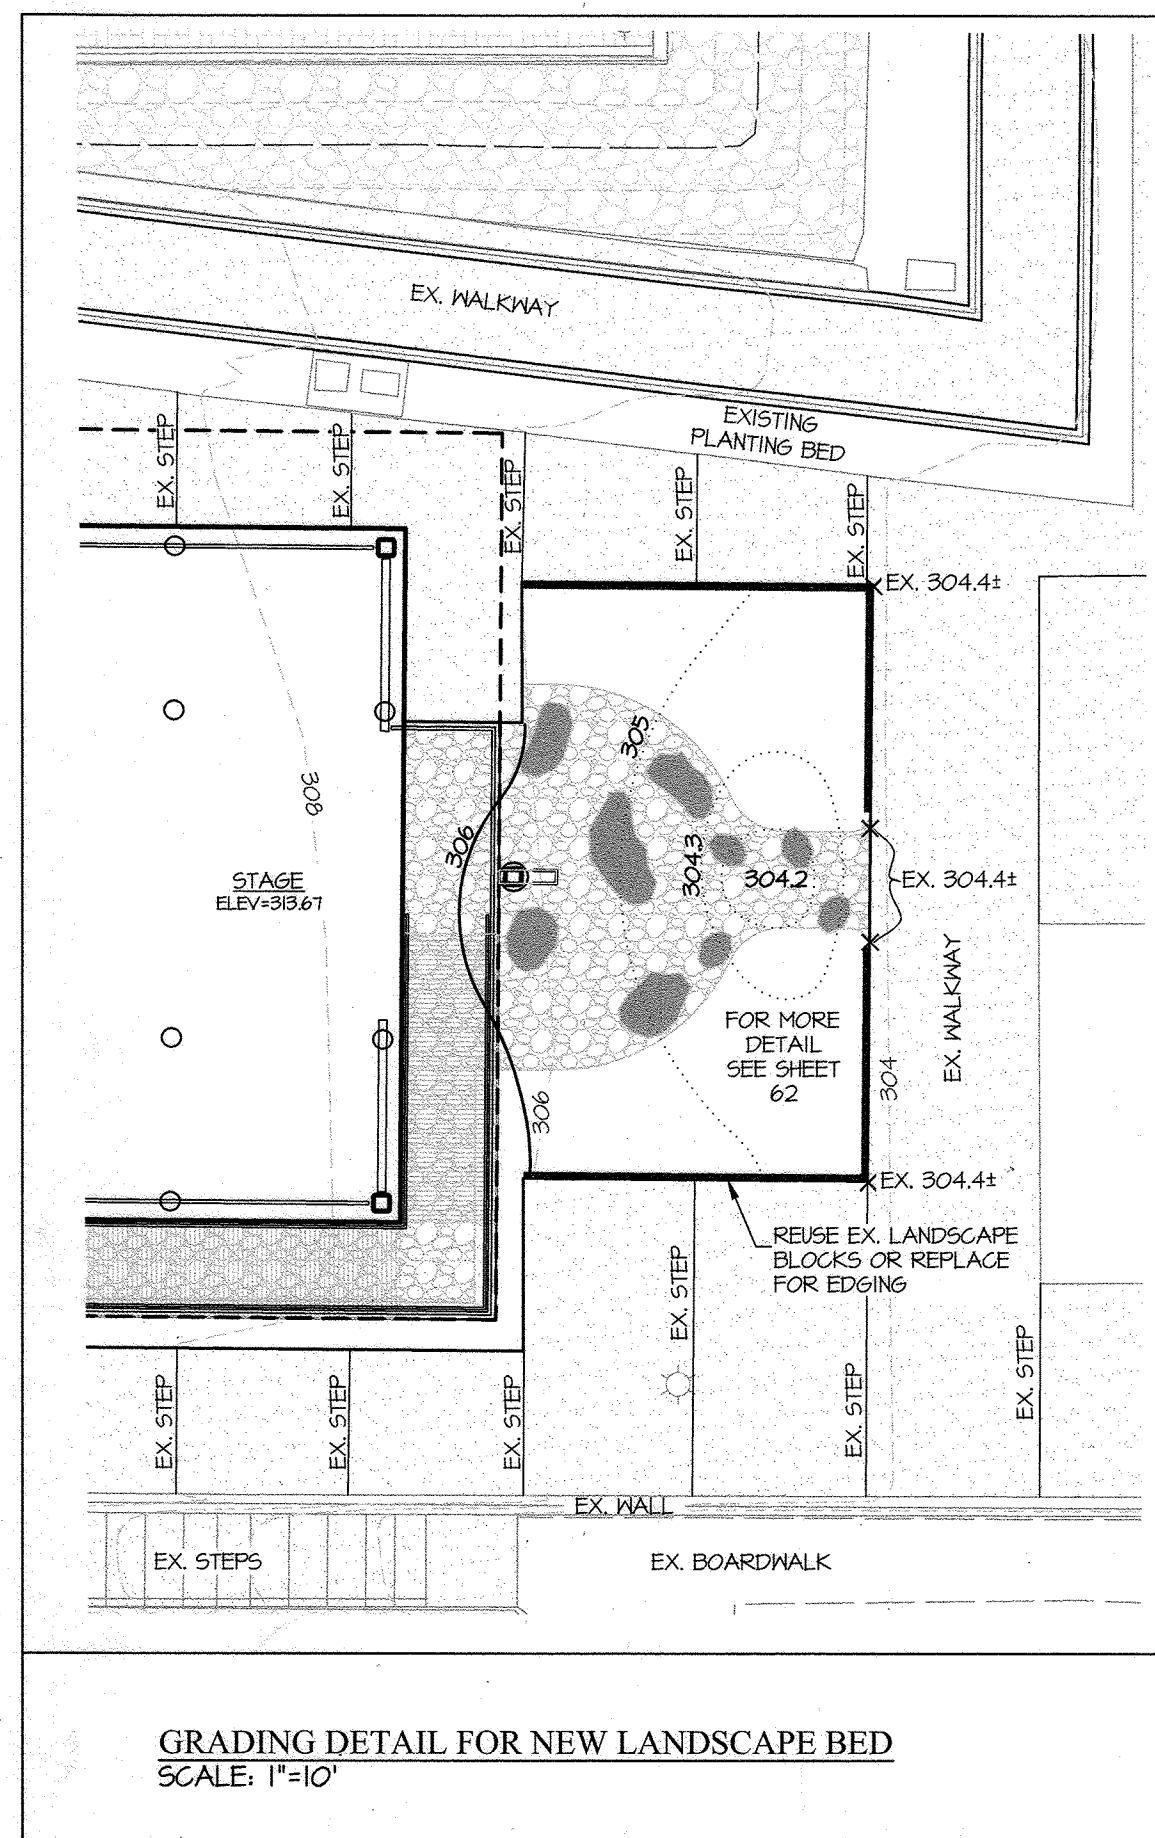 EX. WALKWAY
EXISTING
PLANTING BED
EX. STEP
EX. STEP
EX. STEP
EX. STEP
EX. STEP
EX. 304.4±
305
308
306
304.3
304.2
EX. 304.4±
STAGE
ELEV=313.67
EX. WALKWAY
FOR MORE
DETAIL
SEE SHEET
62
304
306
EX. 304.4±
REUSE EX. LANDSCAPE
BLOCKS OR REPLACE
FOR EDGING
EX. STEP
EX. STEP
EX. STEP
EX. STEP
EX. STEP
EX. STEP
EX. WALL
EX. STEPS
EX. BOARDWALK
GRADING DETAIL FOR NEW LANDSCAPE BED
SCALE: 1"=10'